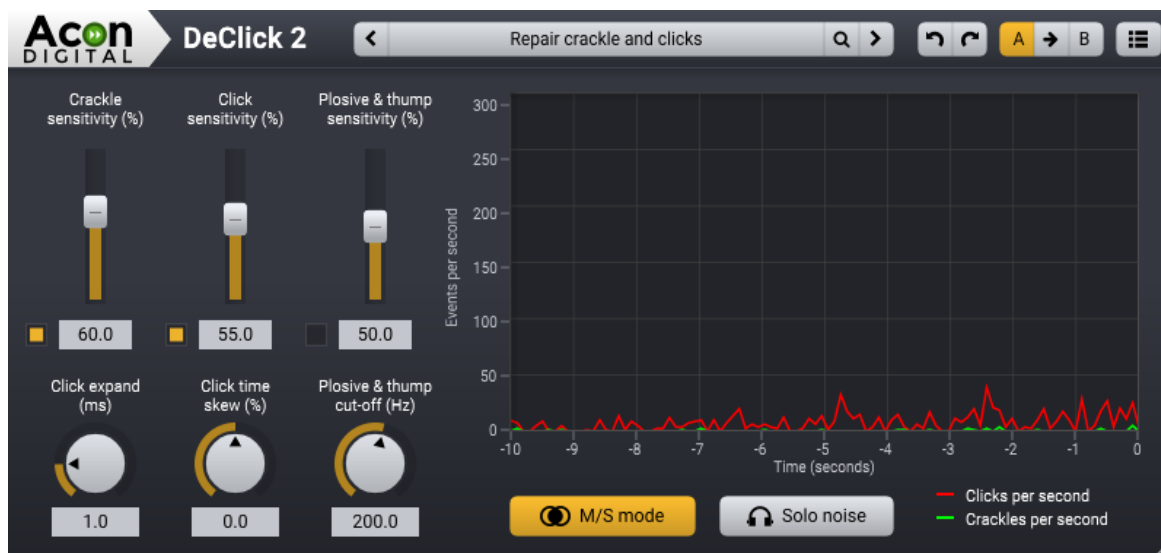 Acon
DIGITAL
DeClick 2
Repair crackle and clicks
A
B
Crackle
sensitivity (%)
Click
sensitivity (%)
Plosive & thump
sensitivity (%)
60.0
55.0
50.0
Click expand
(ms)
Click time
skew (%)
Plosive & thump
cut-off (Hz)
1.0
0.0
200.0
Events per second
300
250
200
150
100
50
0
-10
-9
-8
-7
-6
-5
-4
-3
-2
-1
0
Time (seconds)
M/S mode
Solo noise
Clicks per second
Crackles per second